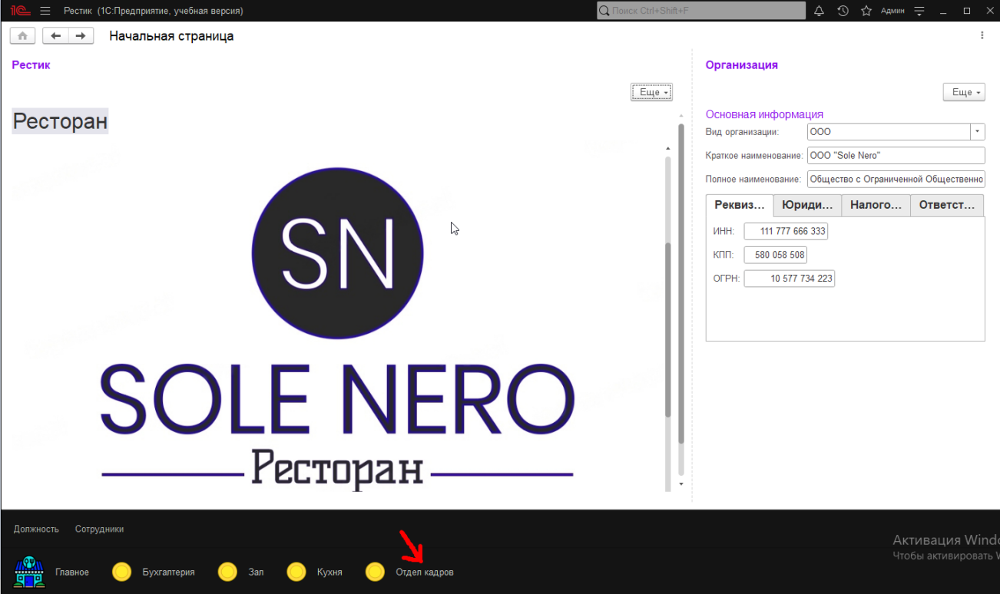 1С Рестик (1С:Предприятие, учебная версия) Поиск Ctrl+Shift+F Админ
Начальная страница
Рестик
Еще
Ресторан
SN
SOLE NERO
Ресторан
Организация
Еще
Основная информация
Вид организации: ООО
Краткое наименование: ООО "Sole Nero"
Полное наименование: Общество с Ограниченной Общественно
Реквиз... Юриди... Налого... Ответст...
ИНН: 111 777 666 333
КПП: 580 058 508
ОГРН: 10 577 734 223
Должность Сотрудники
Активация Windo
Чтобы активировать W
Главное Бухгалтерия Зал Кухня Отдел кадров